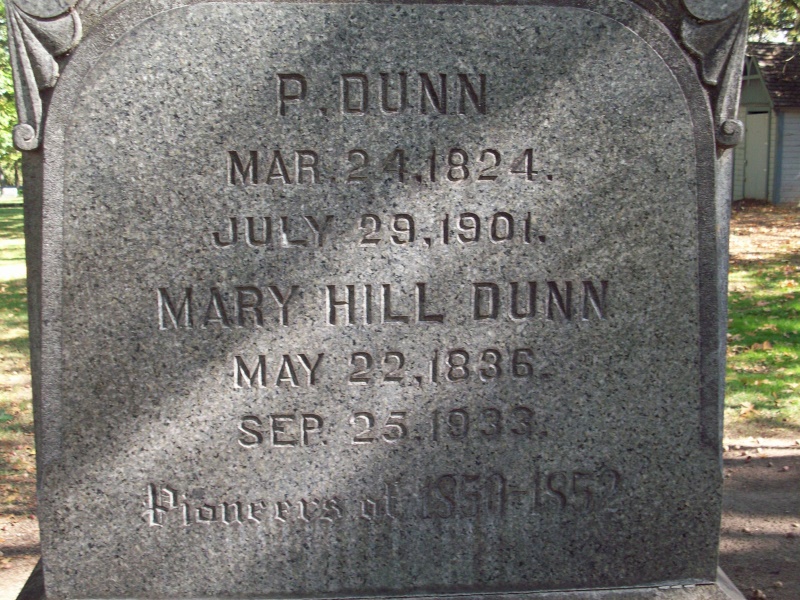 P. DUNN
MAR. 24, 1824.
JULY 29, 1901.
MARY HILL DUNN
MAY 22, 1836.
SEP. 25, 1933.
Pioneers of 1850-1852